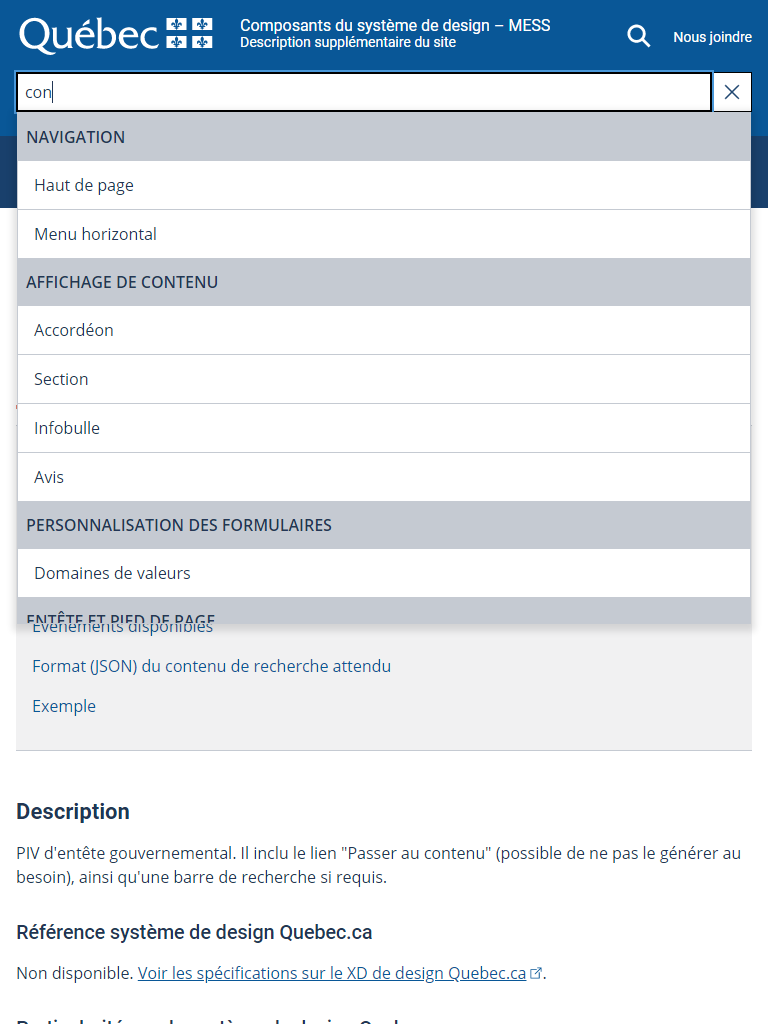 Québec
Composants du système de design – MESS
Description supplémentaire du site
Nous joindre
con
NAVIGATION
Haut de page
Menu horizontal
AFFICHAGE DE CONTENU
Accordéon
Section
Infobulle
Avis
PERSONNALISATION DES FORMULAIRES
Domaines de valeurs
ENTÊTE ET PIED DE PAGE
Évènements disponibles
Format (JSON) du contenu de recherche attendu
Exemple
Description
PIV d'entête gouvernemental. Il inclu le lien "Passer au contenu" (possible de ne pas le générer au
besoin), ainsi qu'une barre de recherche si requis.
Référence système de design Quebec.ca
Non disponible. Voir les spécifications sur le XD de design Quebec.ca.